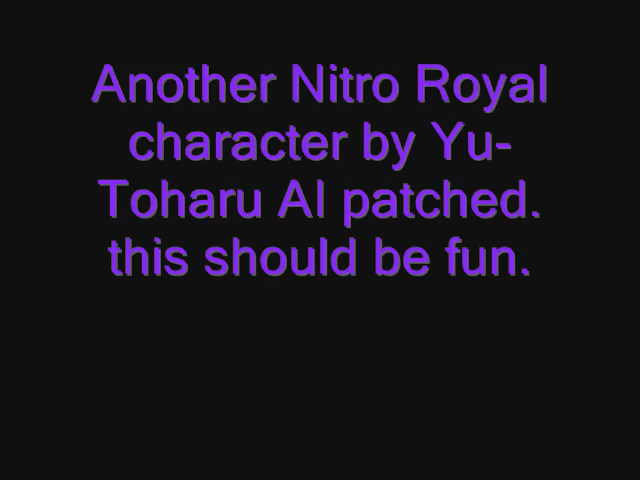 Another Nitro Royal
character by Yu-
Toharu AI patched.
this should be fun.